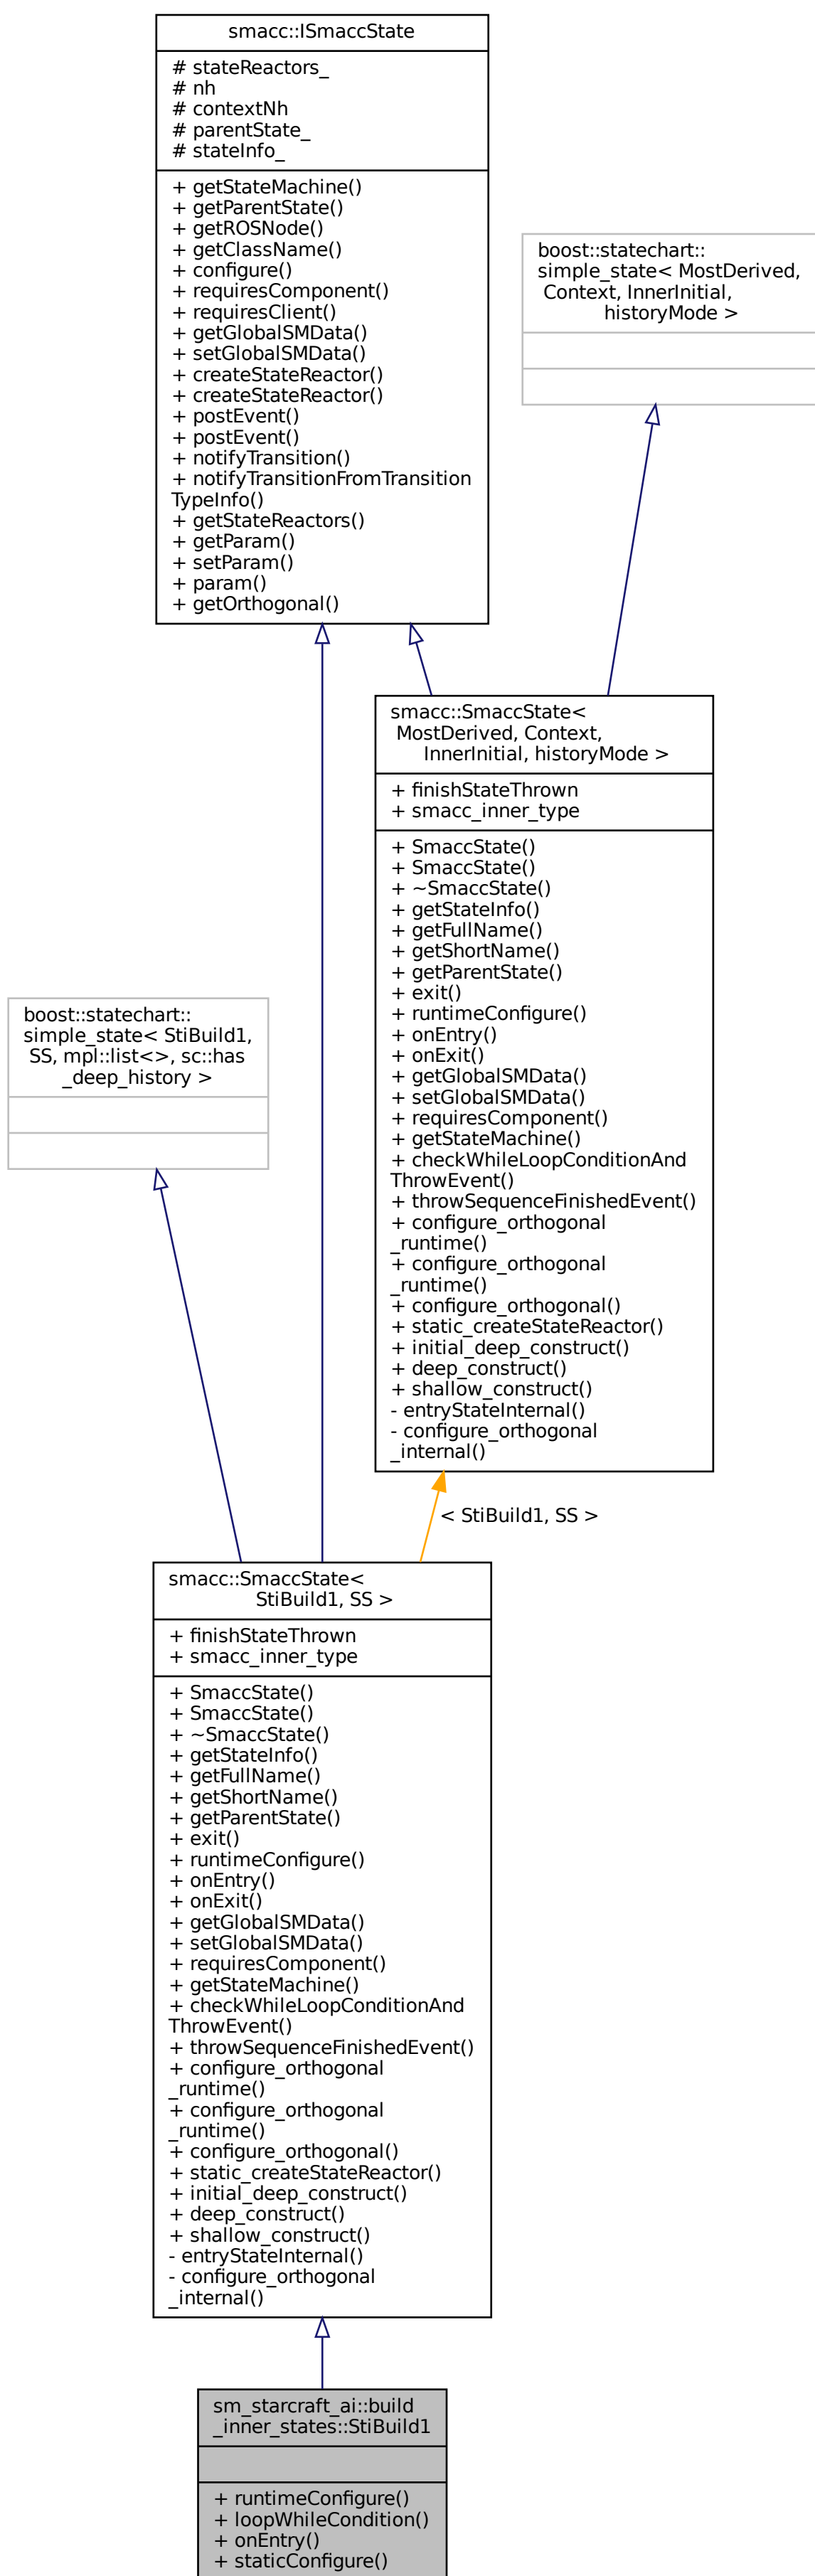 smacc::ISmaccState
# stateReactors_
# nh
# contextNh
# parentState_
# stateInfo_
+ getStateMachine()
+ getParentState()
+ getROSNode()
+ getClassName()
+ configure()
+ requiresComponent()
+ requiresClient()
+ getGlobalSMData()
+ setGlobalSMData()
+ createStateReactor()
+ createStateReactor()
+ postEvent()
+ postEvent()
+ notifyTransition()
+ notifyTransitionFromTransition
TypeInfo()
+ getStateReactors()
+ getParam()
+ setParam()
+ param()
+ getOrthogonal()
boost::statechart::
simple_state< MostDerived,
Context, InnerInitial,
historyMode >
smacc::SmaccState<
MostDerived, Context,
InnerInitial, historyMode >
+ finishStateThrown
+ smacc_inner_type
+ SmaccState()
+ SmaccState()
+ ~SmaccState()
+ getStateInfo()
+ getFullName()
+ getShortName()
+ getParentState()
+ exit()
+ runtimeConfigure()
+ onEntry()
+ onExit()
+ getGlobalSMData()
+ setGlobalSMData()
+ requiresComponent()
+ getStateMachine()
+ checkWhileLoopConditionAnd
ThrowEvent()
+ throwSequenceFinishedEvent()
+ configure_orthogonal
_runtime()
+ configure_orthogonal
_runtime()
+ configure_orthogonal()
+ static_createStateReactor()
+ initial_deep_construct()
+ deep_construct()
+ shallow_construct()
- entryStateInternal()
- configure_orthogonal
_internal()
boost::statechart::
simple_state< StiBuild1,
SS, mpl::list<>, sc::has
_deep_history >
< StiBuild1, SS >
smacc::SmaccState<
StiBuild1, SS >
+ finishStateThrown
+ smacc_inner_type
+ SmaccState()
+ SmaccState()
+ ~SmaccState()
+ getStateInfo()
+ getFullName()
+ getShortName()
+ getParentState()
+ exit()
+ runtimeConfigure()
+ onEntry()
+ onExit()
+ getGlobalSMData()
+ setGlobalSMData()
+ requiresComponent()
+ getStateMachine()
+ checkWhileLoopConditionAnd
ThrowEvent()
+ throwSequenceFinishedEvent()
+ configure_orthogonal
_runtime()
+ configure_orthogonal
_runtime()
+ configure_orthogonal()
+ static_createStateReactor()
+ initial_deep_construct()
+ deep_construct()
+ shallow_construct()
- entryStateInternal()
- configure_orthogonal
_internal()
sm_starcraft_ai::build
_inner_states::StiBuild1
+ runtimeConfigure()
+ loopWhileCondition()
+ onEntry()
+ staticConfigure()